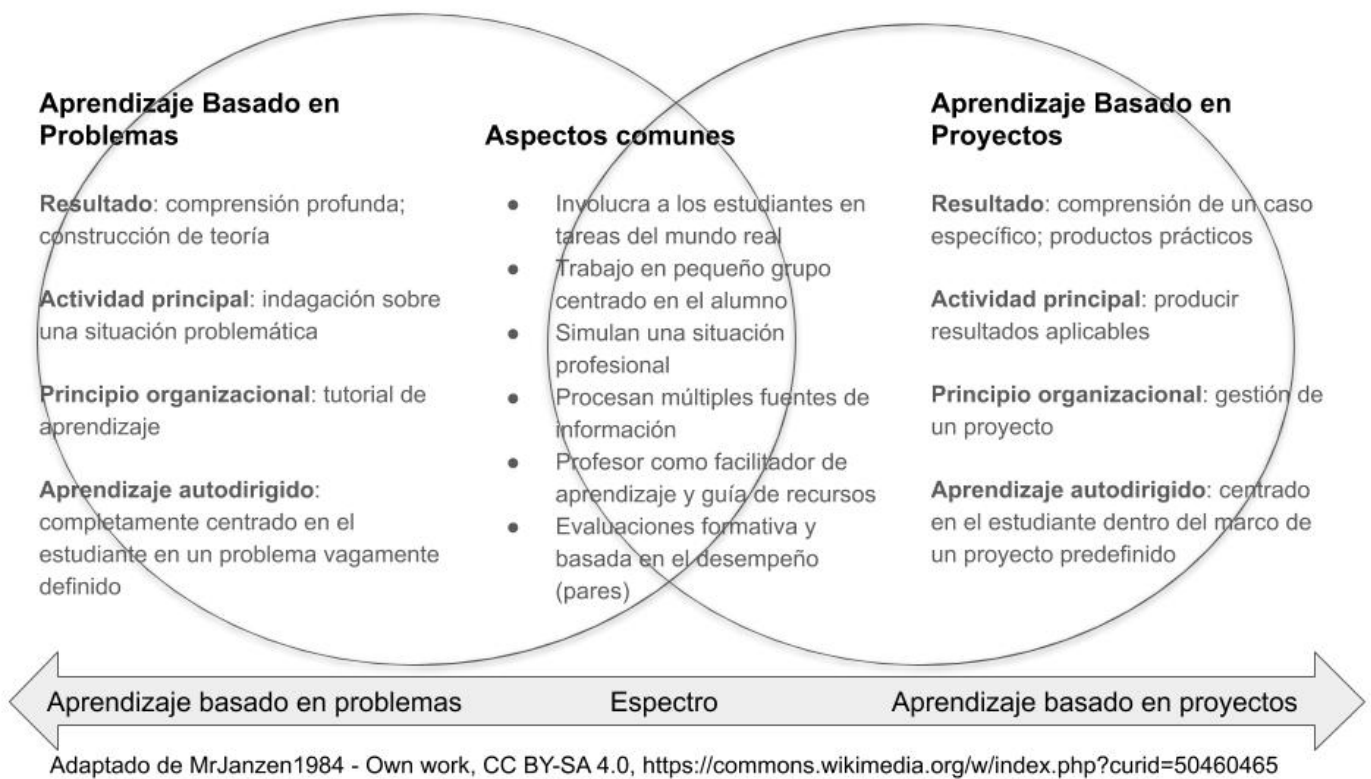 Aprendizaje Basado en
Problemas
Resultado: comprensión profunda;
construcción de teoría
Actividad principal: indagación sobre
una situación problemática
Principio organizacional: tutorial de
aprendizaje
Aprendizaje autodirigido:
completamente centrado en el
estudiante en un problema vagamente
definido
Aspectos comunes
● Involucra a los estudiantes en
tareas del mundo real
● Trabajo en pequeño grupo
centrado en el alumno
● Simulan una situación
profesional
● Procesan múltiples fuentes de
información
● Profesor como facilitador de
aprendizaje y guía de recursos
● Evaluaciones formativa y
basada en el desempeño
(pares)
Aprendizaje Basado en
Proyectos
Resultado: comprensión de un caso
específico; productos prácticos
Actividad principal: producir
resultados aplicables
Principio organizacional: gestión de
un proyecto
Aprendizaje autodirigido: centrado
en el estudiante dentro del marco de
un proyecto predefinido
Aprendizaje basado en problemas
Espectro
Aprendizaje basado en proyectos
Adaptado de MrJanzen1984 - Own work, CC BY-SA 4.0, https://commons.wikimedia.org/w/index.php?curid=50460465